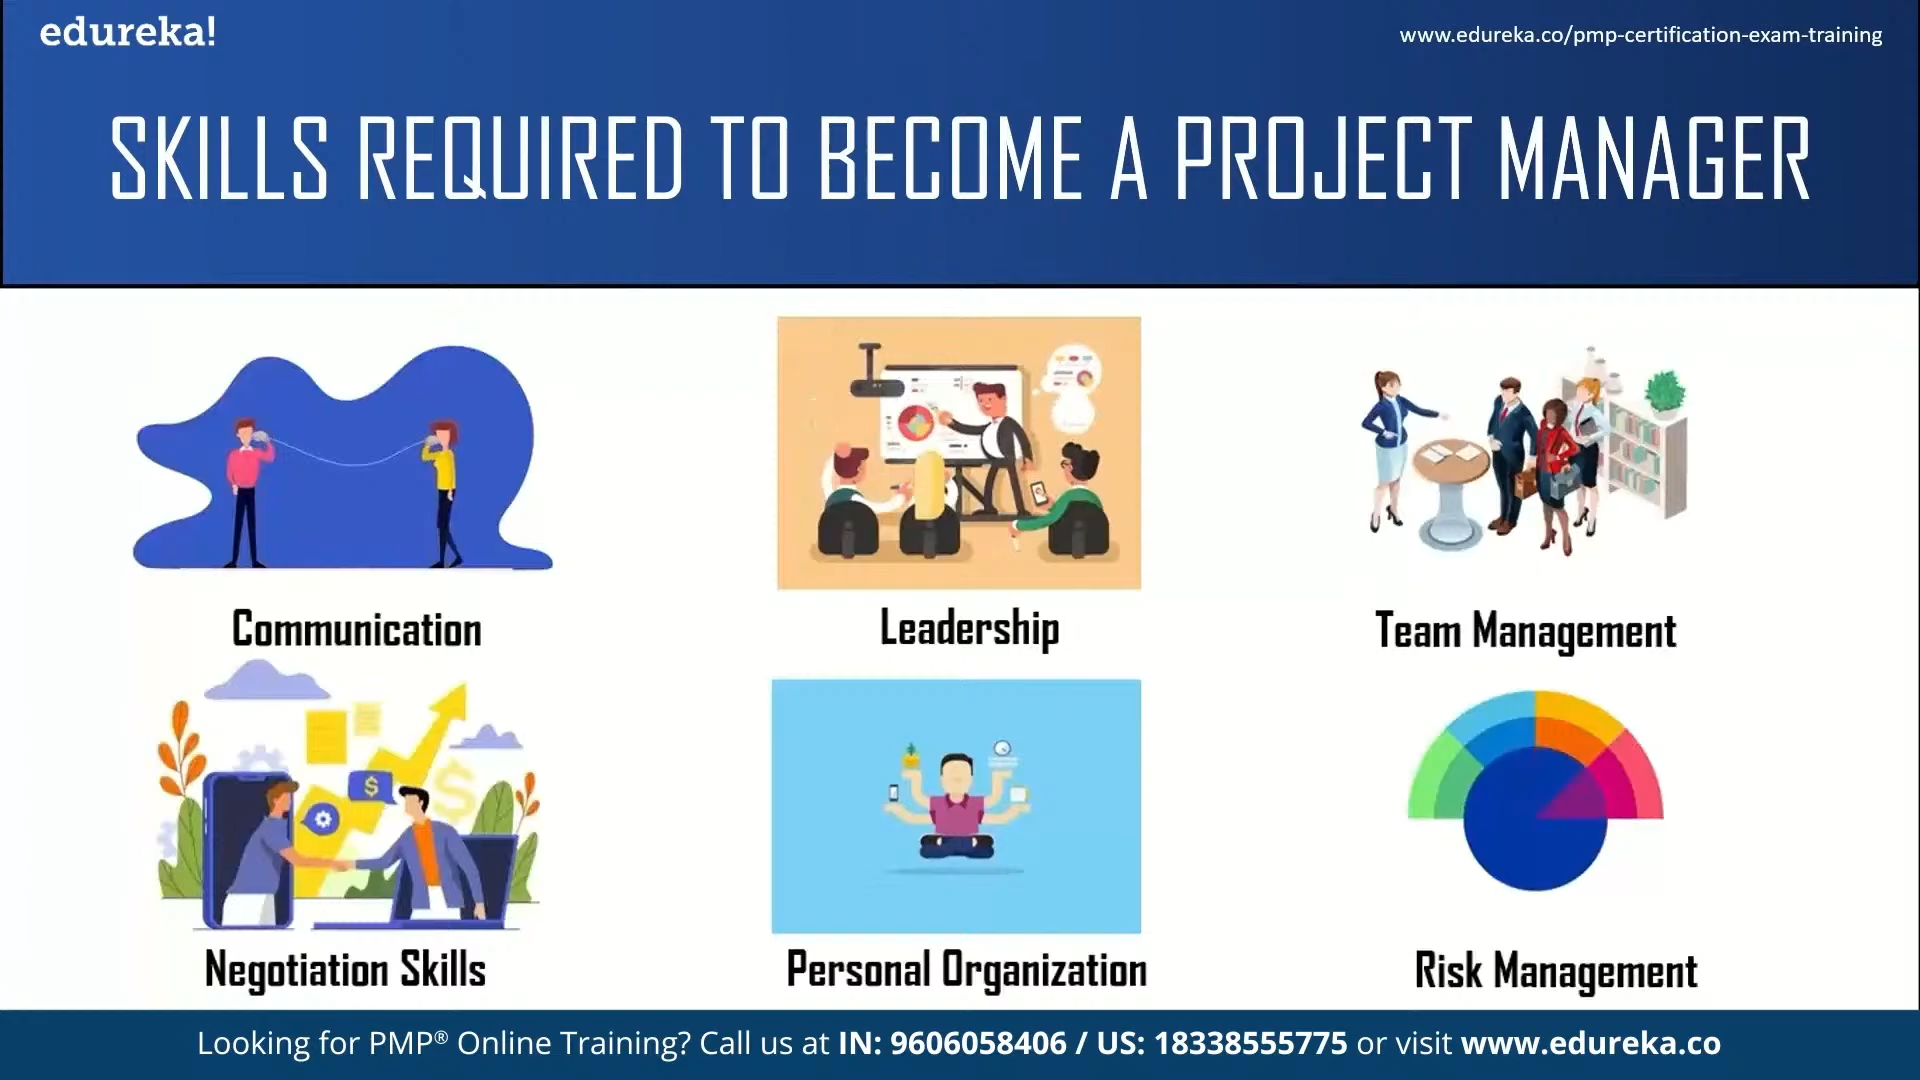 edureka!
www.edureka.co/pmp-certification-exam-training
SKILLS REQUIRED TO BECOME A PROJECT MANAGER
Communication
Leadership
Team Management
Negotiation Skills
Personal Organization
Risk Management
Looking for PMP® Online Training? Call us at IN: 9606058406 / US: 18338555775 or visit www.edureka.co